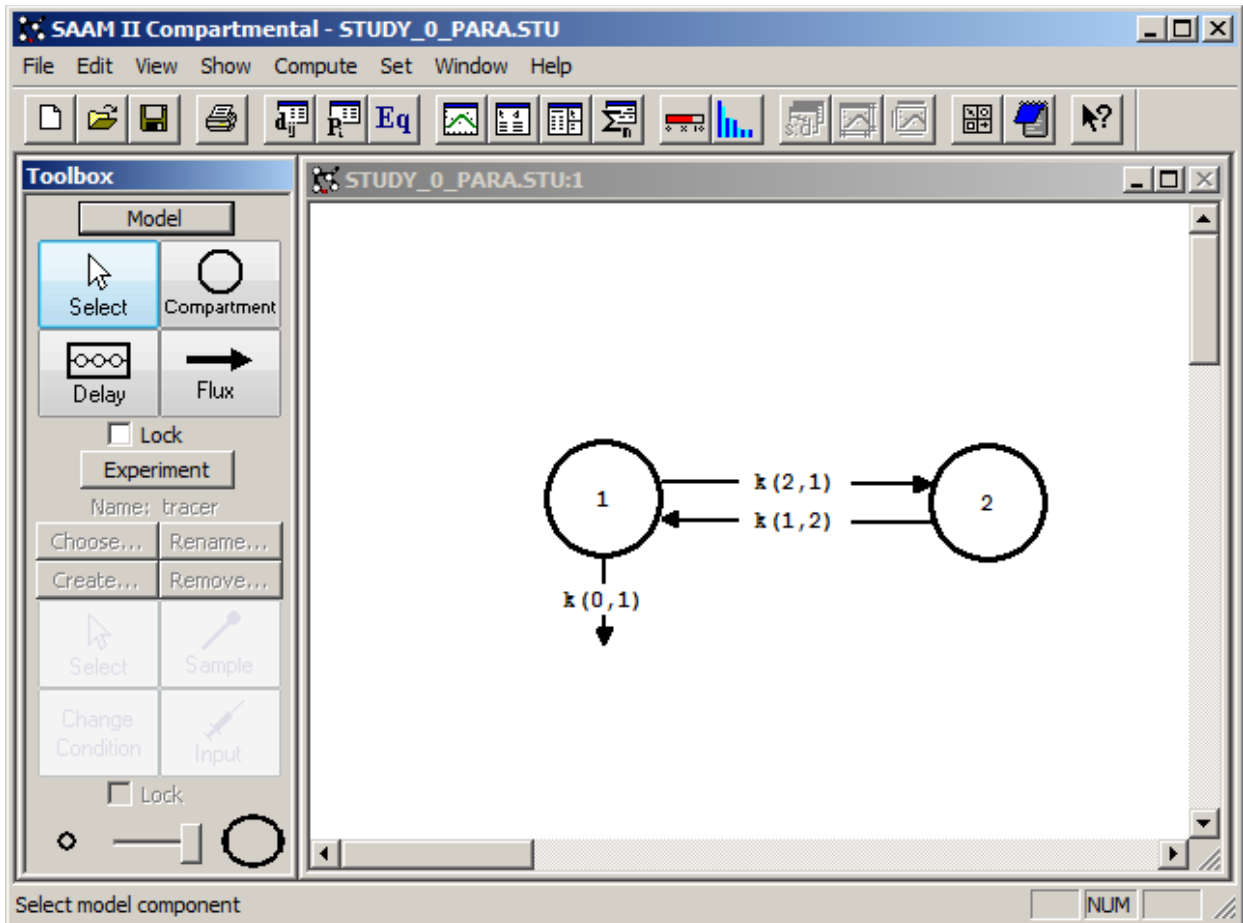 SAAM II Compartmental - STUDY_0_PARA.STU
File Edit View Show Compute Set Window Help
Eq
Toolbox
STUDY_0_PARA.STU:1
Model
Select
Compartment
Delay
Flux
Lock
Experiment
Name: tracer
Choose... Rename...
Create... Remove...
Select
Sample
Change
Condition
Input
Lock
1
k(2,1)
k(1,2)
2
k(0,1)
Select model component
NUM